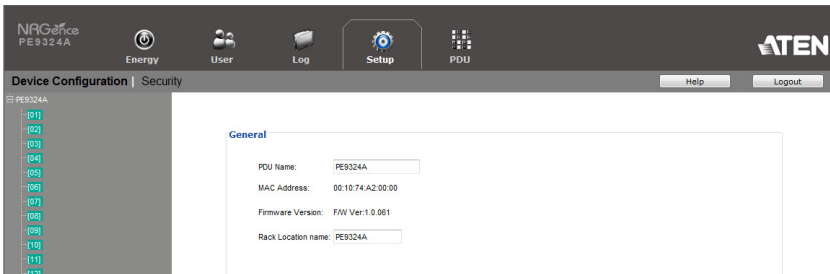 NRGence
PE9324A
Energy
User
Log
Setup
PDU
ATEN
Device Configuration | Security
Help
Logout
PE9324A
[01]
[02]
[03]
[04]
[05]
[06]
[07]
[08]
[09]
[10]
[11]
[12]
General
PDU Name: PE9324A
MAC Address: 00:10:74:A2:00:00
Firmware Version: F/W Ver:1.0.061
Rack Location name: PE9324A